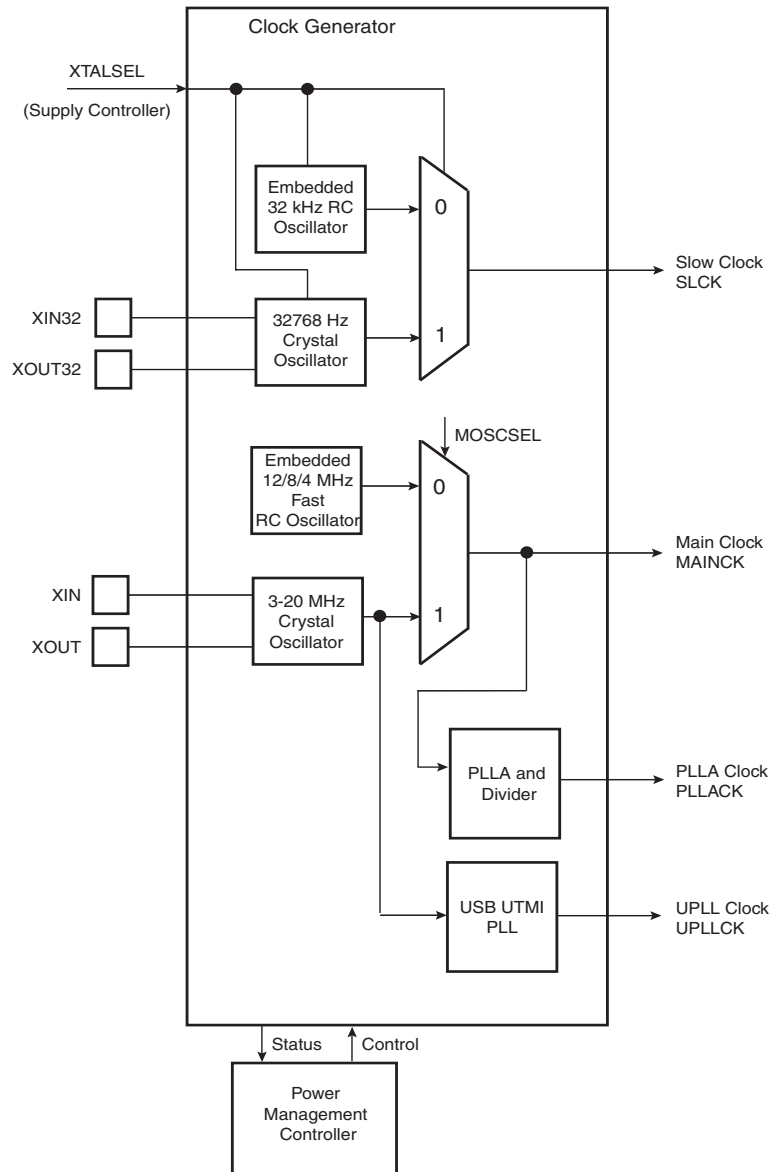 Clock Generator
XTALSEL
(Supply Controller)
Embedded
32 kHz RC
Oscillator
0
Slow Clock
SLCK
XIN32
32768 Hz
Crystal
Oscillator
1
XOUT32
MOSCSEL
Embedded
12/8/4 MHz
Fast
RC Oscillator
0
Main Clock
MAINCK
XIN
3-20 MHz
Crystal
Oscillator
1
XOUT
PLLA and
Divider
PLLA Clock
PLLACK
USB UTMI
PLL
UPLL Clock
UPLLCK
Status
Control
Power
Management
Controller